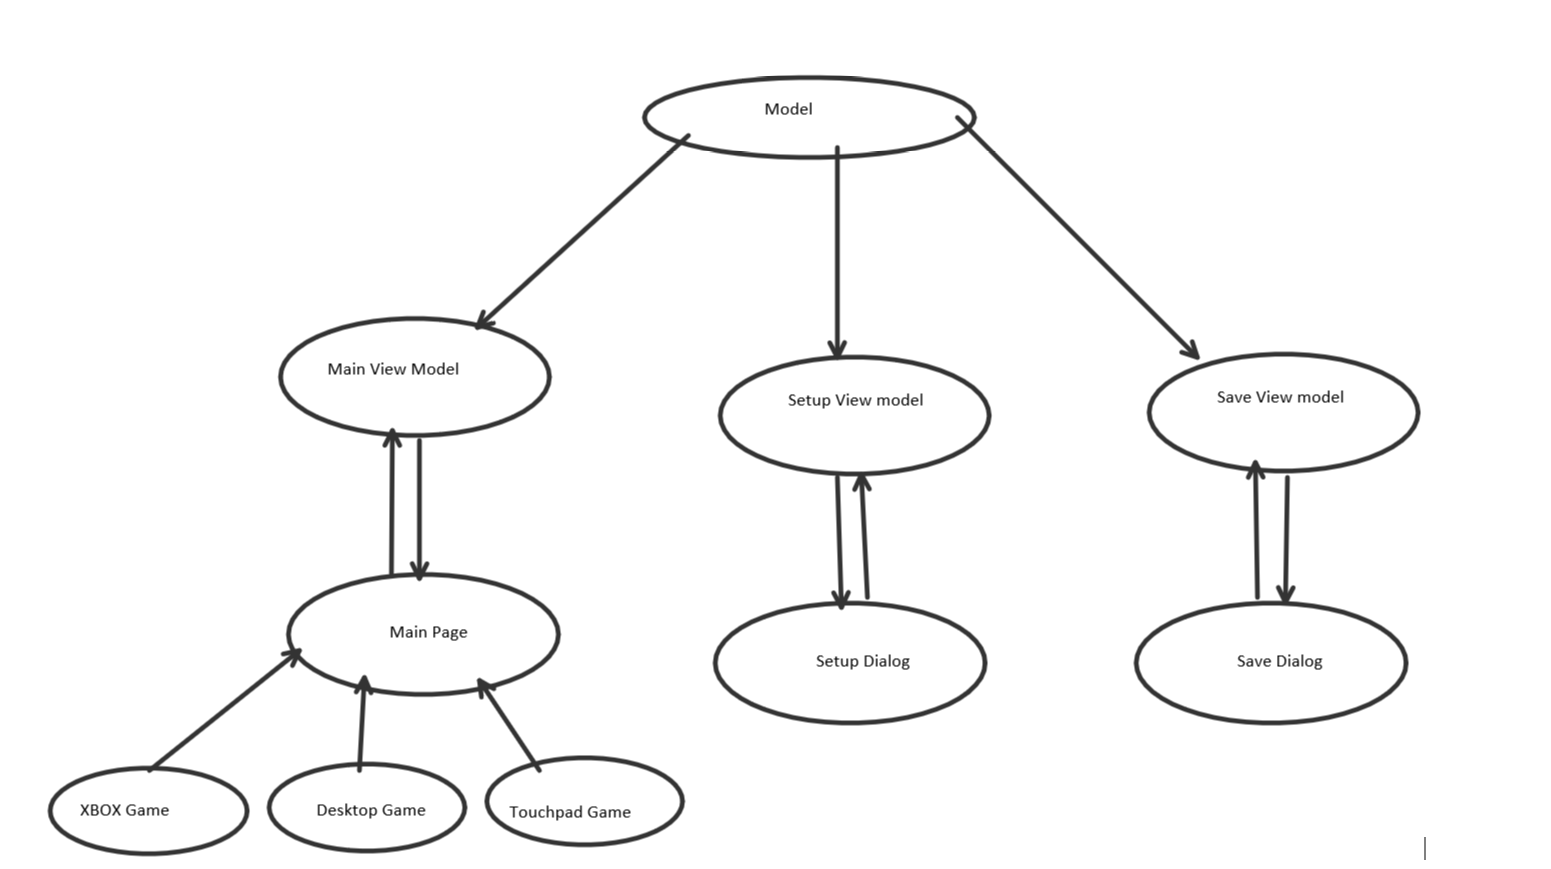 Model
Main View Model
Setup View model
Save View model
Main Page
Setup Dialog
Save Dialog
XBOX Game
Desktop Game
Touchpad Game